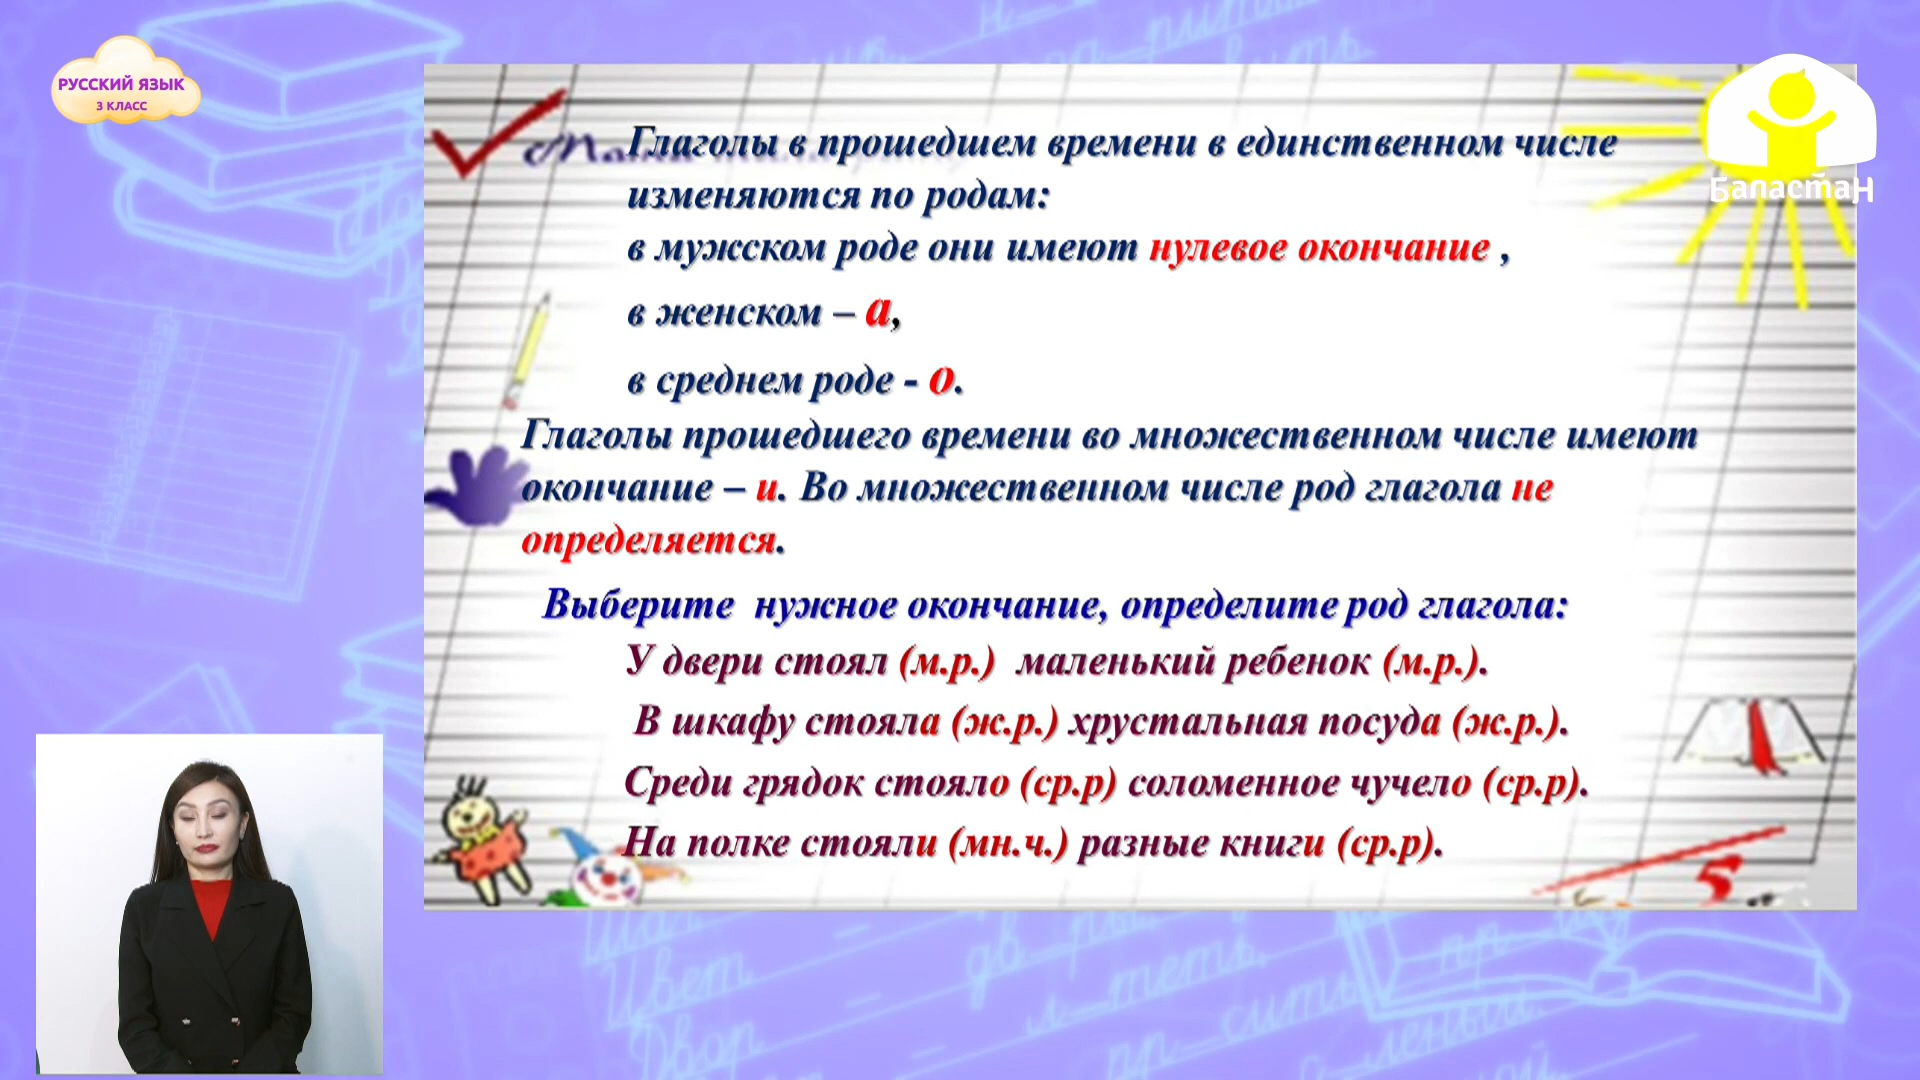 РУССКИЙ ЯЗЫК
3 КЛАСС
Баластан
Глаголы в прошедшем времени в единственном числе
изменяются по родам:
в мужском роде они имеют нулевое окончание ,
в женском – а,
в среднем роде - о.
Глаголы прошедшего времени во множественном числе имеют
окончание – и. Во множественном числе род глагола не
определяется.
Выберите нужное окончание, определите род глагола:
У двери стоял (м.р.) маленький ребенок (м.р.).
В шкафу стояла (ж.р.) хрустальная посуда (ж.р.).
Среди грядок стояло (ср.р) соломенное чучело (ср.р).
На полке стояли (мн.ч.) разные книги (ср.р).
5
Цвет
Двор